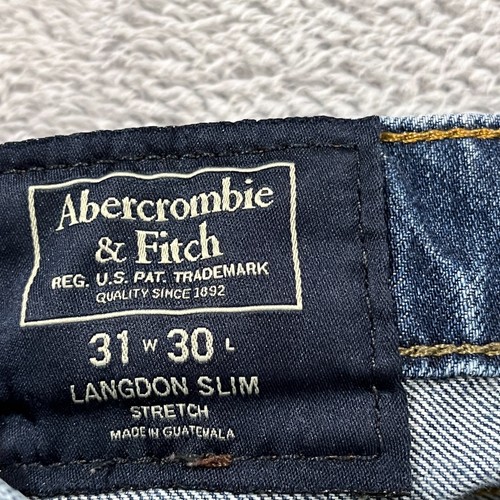 Abercrombie
& Fitch
REG. U.S. PAT. TRADEMARK
QUALITY SINCE 1892
31 W 30 L
LANGDON SLIM
STRETCH
MADE IN GUATEMALA